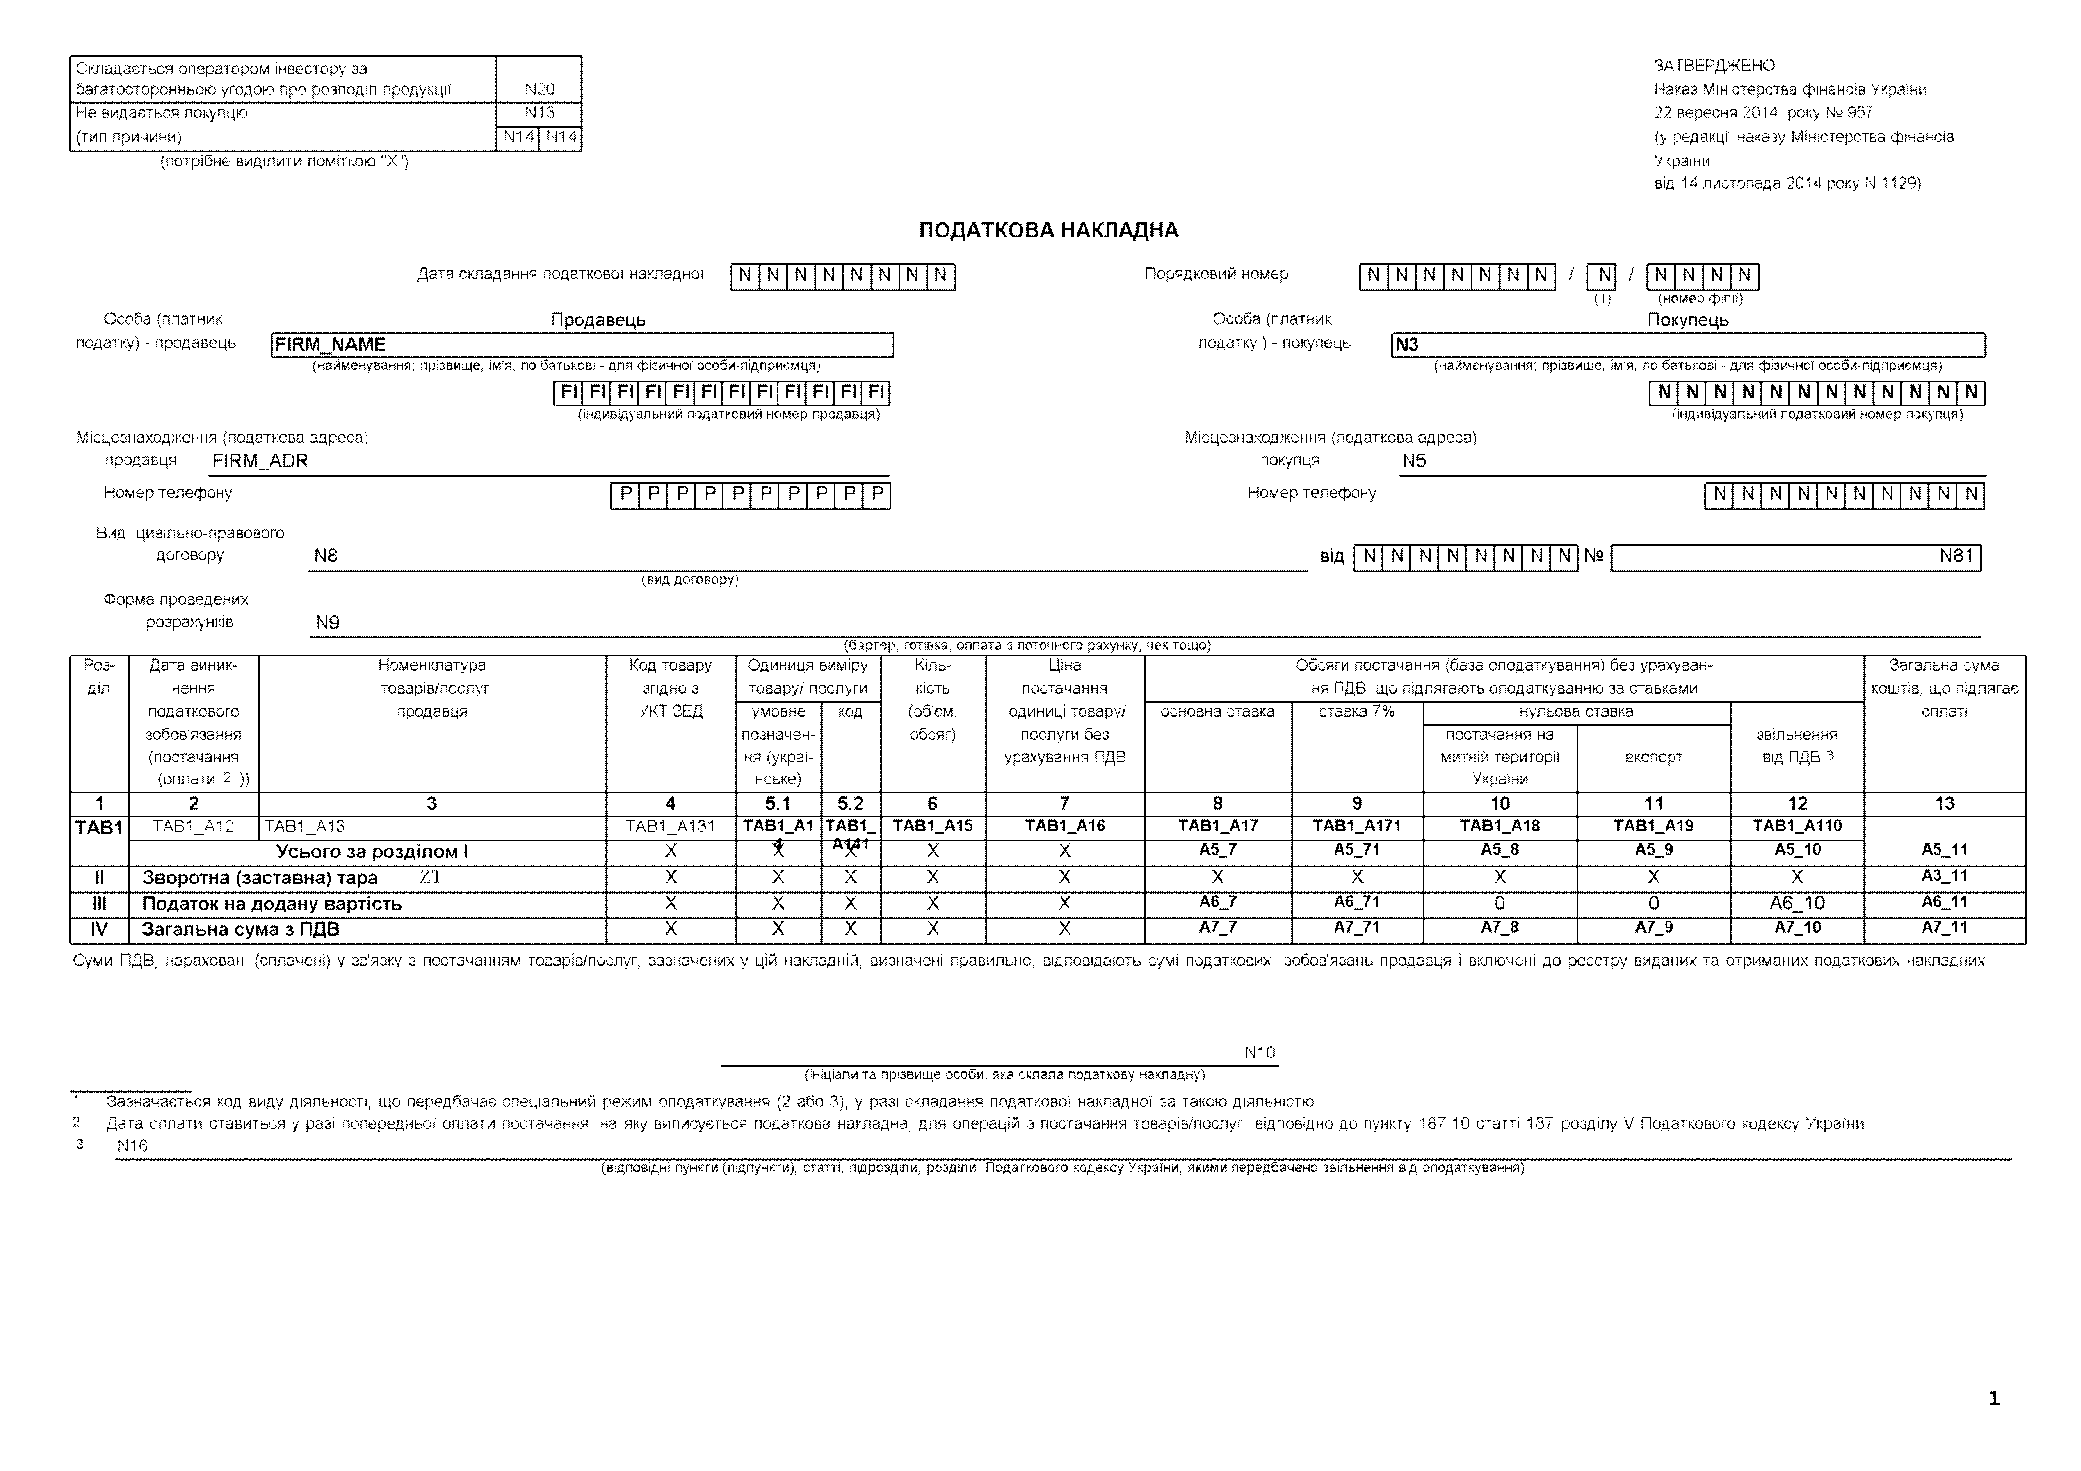 Складається оператором інвестору за
багатосторонньою угодою про розподіл продукції N20
Не видається покупцю N13
(тип причини) N14 N14
(потрібне виділити поміткою "X")
ЗАТВЕРДЖЕНО
Наказ Міністерства фінансів України
22 вересня 2014 року № 957
(у редакції наказу Міністерства фінансів
України
від 14 листопада 2014 року N 1129)
ПОДАТКОВА НАКЛАДНА
Дата складання податкової накладної N N N N N N N N
Порядковий номер N N N N N N N / N / N N N N
(1) (номер філії)
Особа (платник Продавець
податку) - продавець FIRM_NAME
(найменування; прізвище, ім'я, по батькові - для фізичної особи-підприємця)
FI FI FI FI FI FI FI FI FI FI FI FI
(індивідуальний податковий номер продавця)
Особа (платник Покупець
податку ) - покупець N3
(найменування; прізвище, ім'я, по батькові - для фізичної особи-підприємця)
N N N N N N N N N N N N
(індивідуальний податковий номер покупця)
Місцезнаходження (податкова адреса)
продавця FIRM_ADR
Місцезнаходження (податкова адреса)
покупця N5
Номер телефону P P P P P P P P P P
Номер телефону N N N N N N N N N N
Вид цивільно-правового
договору N8 від N N N N N N N N № N81
(вид договору)
Форма проведених
розрахунків N9
(бартер, готівка, оплата з поточного рахунку, чек тощо)
Роз-
діл
Дата виник-
нення
податкового
зобов'язання
(постачання
(оплати 2 ))
Номенклатура
товарів/послуг
продавця
Код товару
згідно з
УКТ ЗЕД
Одиниця виміру
товару/ послуги
умовне
позначен-
ня (украї-
нське)
код
Кіль-
кість
(об'єм,
обсяг)
Ціна
постачання
одиниці товару/
послуги без
урахування ПДВ
Обсяги постачання (база оподаткування) без урахуван-
ня ПДВ, що підлягають оподаткуванню за ставками
основна ставка
ставка 7%
нульова ставка
постачання на
митній території
України
експорт
звільнення
від ПДВ 3
Загальна сума
коштів, що підлягає
сплаті
1 2 3 4 5.1 5.2 6 7 8 9 10 11 12 13
TAB1 TAB1_A12 TAB1_A13 TAB1_A131 TAB1_A14 TAB1_A141 TAB1_A15 TAB1_A16 TAB1_A17 TAB1_A171 TAB1_A18 TAB1_A19 TAB1_A110
Усього за розділом I X X X X X A5_7 A5_71 A5_8 A5_9 A5_10 A5_11
II Зворотна (заставна) тара X X X X X X X X X X A3_11
III Податок на додану вартість X X X X X A6_7 A6_71 0 0 A6_10 A6_11
IV Загальна сума з ПДВ X X X X X A7_7 A7_71 A7_8 A7_9 A7_10 A7_11
Суми ПДВ, нараховані (сплачені) у зв'язку з постачанням товарів/послуг, зазначених у цій накладній, визначені правильно, відповідають сумі податкових зобов'язань продавця і включені до реєстру виданих та отриманих податкових накладних
N10
(ініціали та прізвище особи, яка склала податкову накладну)
1 Зазначається код виду діяльності, що передбачає спеціальний режим оподаткування (2 або 3), у разі складання податкової накладної за такою діяльністю
2 Дата сплати ставиться у разі попередньої оплати постачання, на яку виписується податкова накладна, для операцій з постачання товарів/послуг відповідно до пункту 187.10 статті 187 розділу V Податкового кодексу України
3 N16
(відповідні пункти (підпункти), статті, підрозділи, розділи Податкового кодексу України, якими передбачено звільнення від оподаткування)
1